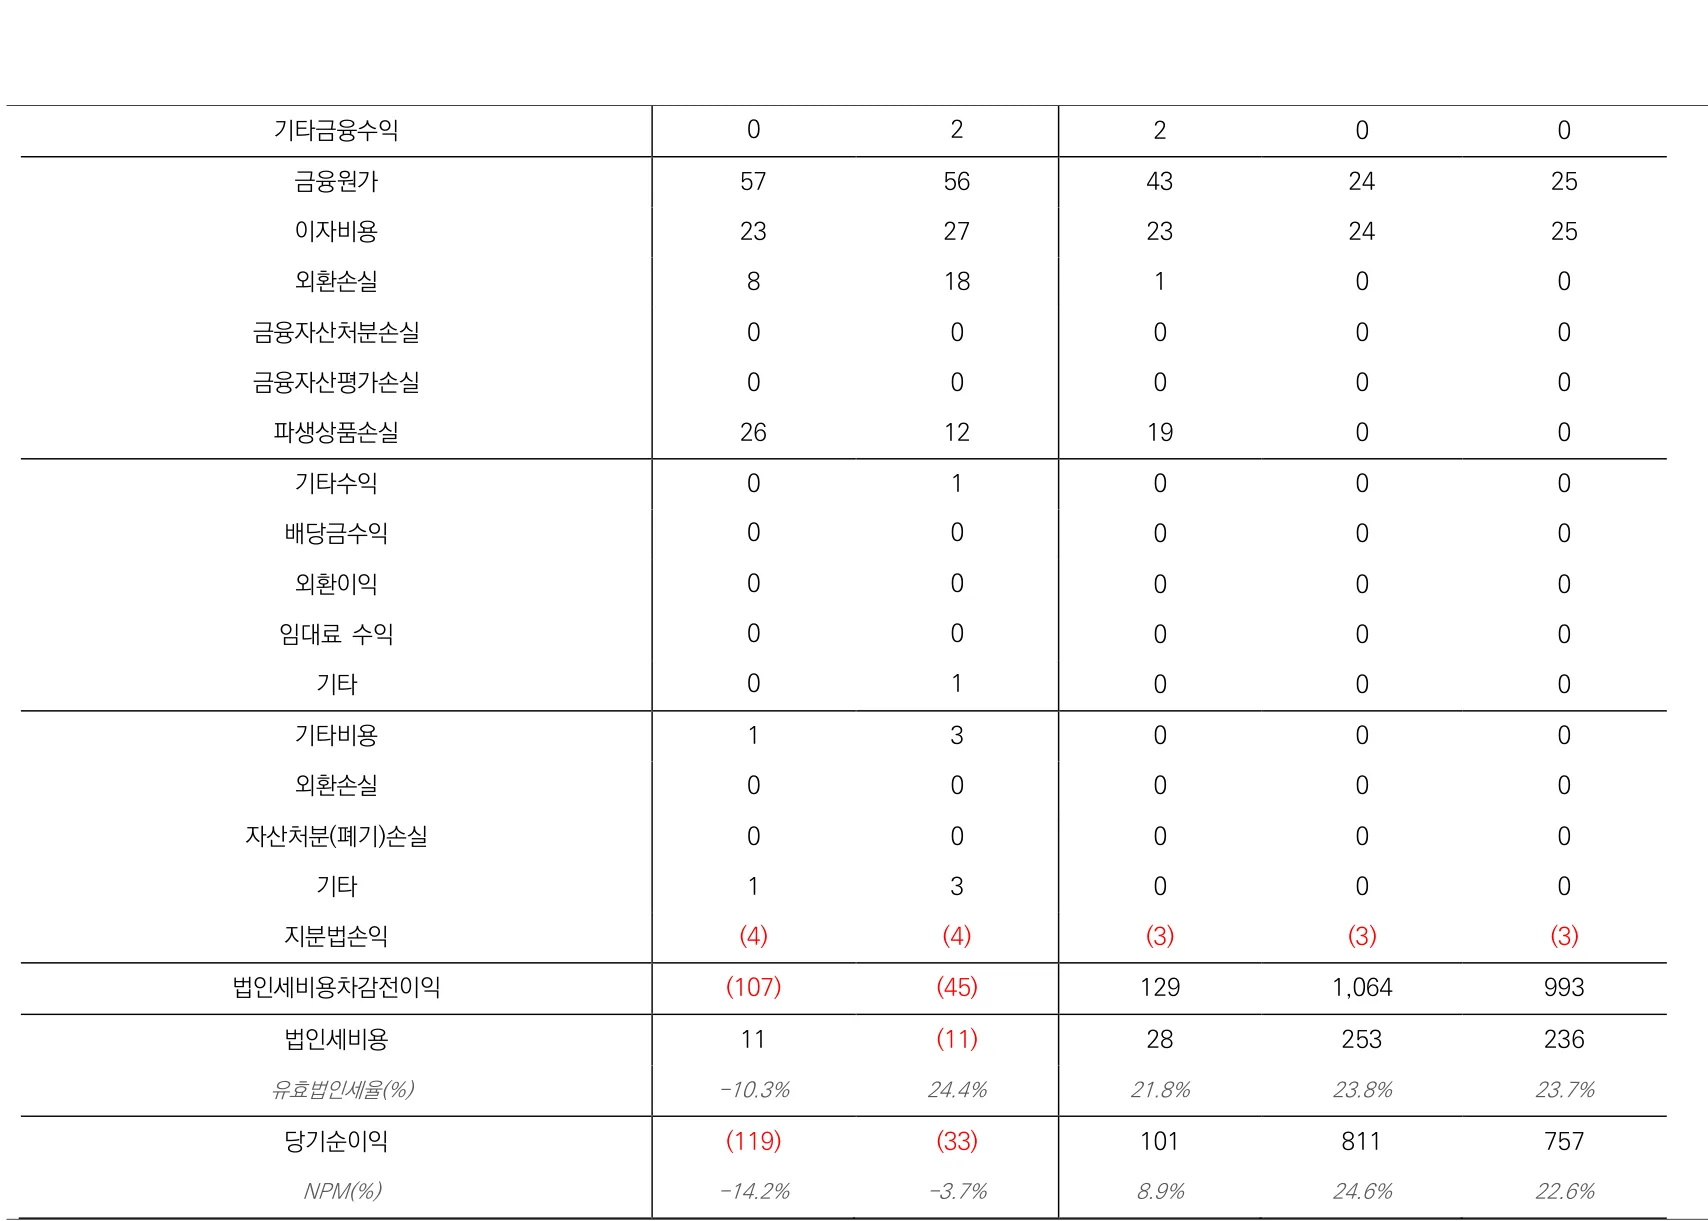 기타금융수익 0 2 2 0 0
금융원가 57 56 43 24 25
이자비용 23 27 23 24 25
외환손실 8 18 1 0 0
금융자산처분손실 0 0 0 0 0
금융자산평가손실 0 0 0 0 0
파생상품손실 26 12 19 0 0
기타수익 0 1 0 0 0
배당금수익 0 0 0 0 0
외환이익 0 0 0 0 0
임대료 수익 0 0 0 0 0
기타 0 1 0 0 0
기타비용 1 3 0 0 0
외환손실 0 0 0 0 0
자산처분(폐기)손실 0 0 0 0 0
기타 1 3 0 0 0
지분법손익 (4) (4) (3) (3) (3)
법인세비용차감전이익 (107) (45) 129 1,064 993
법인세비용 11 (11) 28 253 236
유효법인세율(%) -10.3% 24.4% 21.8% 23.8% 23.7%
당기순이익 (119) (33) 101 811 757
NPM(%) -14.2% -3.7% 8.9% 24.6% 22.6%